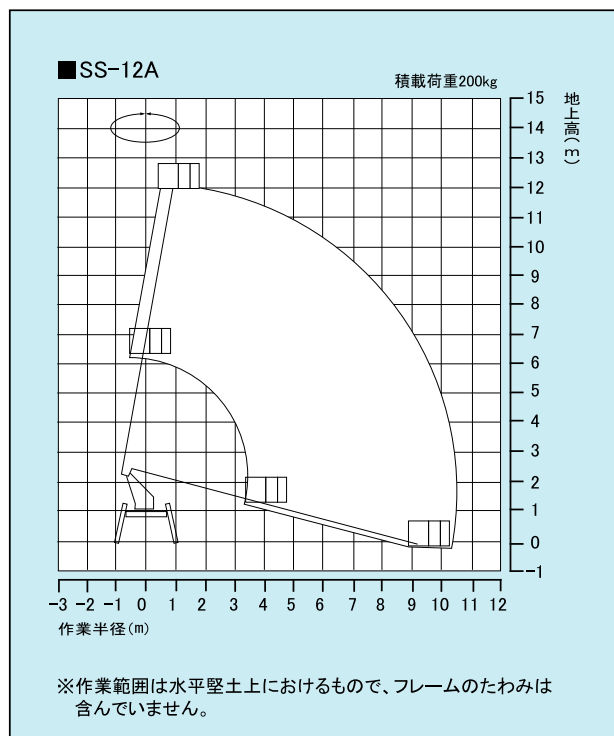 ■SS-12A
積載荷重200kg
15
14
13
12
11
10
9
8
7
6
5
4
3
2
1
0
-1
地上高(m)
-3 -2 -1 0 1 2 3 4 5 6 7 8 9 10 11 12
作業半径(m)
※作業範囲は水平堅土上におけるもので、フレームのたわみは
含んでいません。